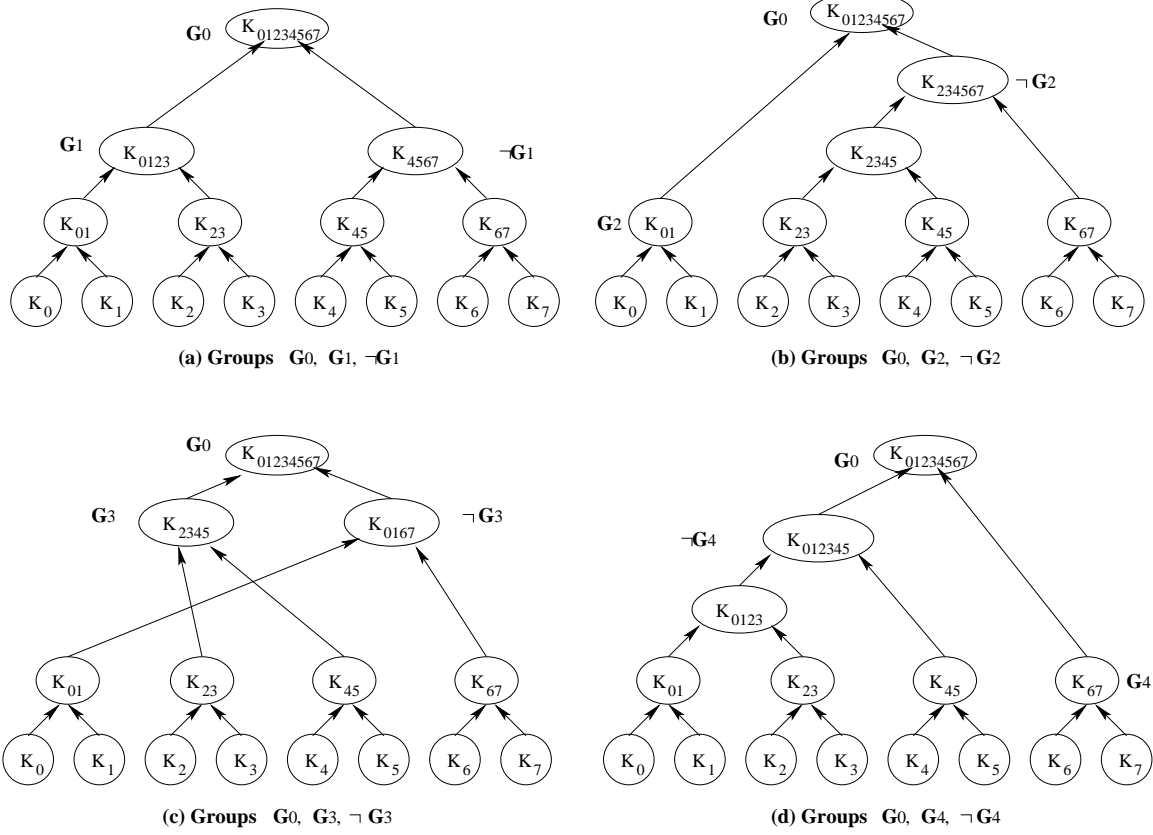 G0 K01234567
G1 K0123 K4567 ¬G1
K01 K23 K45 K67
K0 K1 K2 K3 K4 K5 K6 K7
(a) Groups G0, G1, ¬G1
G0 K01234567
K234567 ¬G2
K2345
G2 K01 K23 K45 K67
K0 K1 K2 K3 K4 K5 K6 K7
(b) Groups G0, G2, ¬G2
G0 K01234567
G3 K2345 K0167 ¬G3
K01 K23 K45 K67
K0 K1 K2 K3 K4 K5 K6 K7
(c) Groups G0, G3, ¬G3
G0 K01234567
¬G4 K012345
K0123
K01 K23 K45 K67 G4
K0 K1 K2 K3 K4 K5 K6 K7
(d) Groups G0, G4, ¬G4